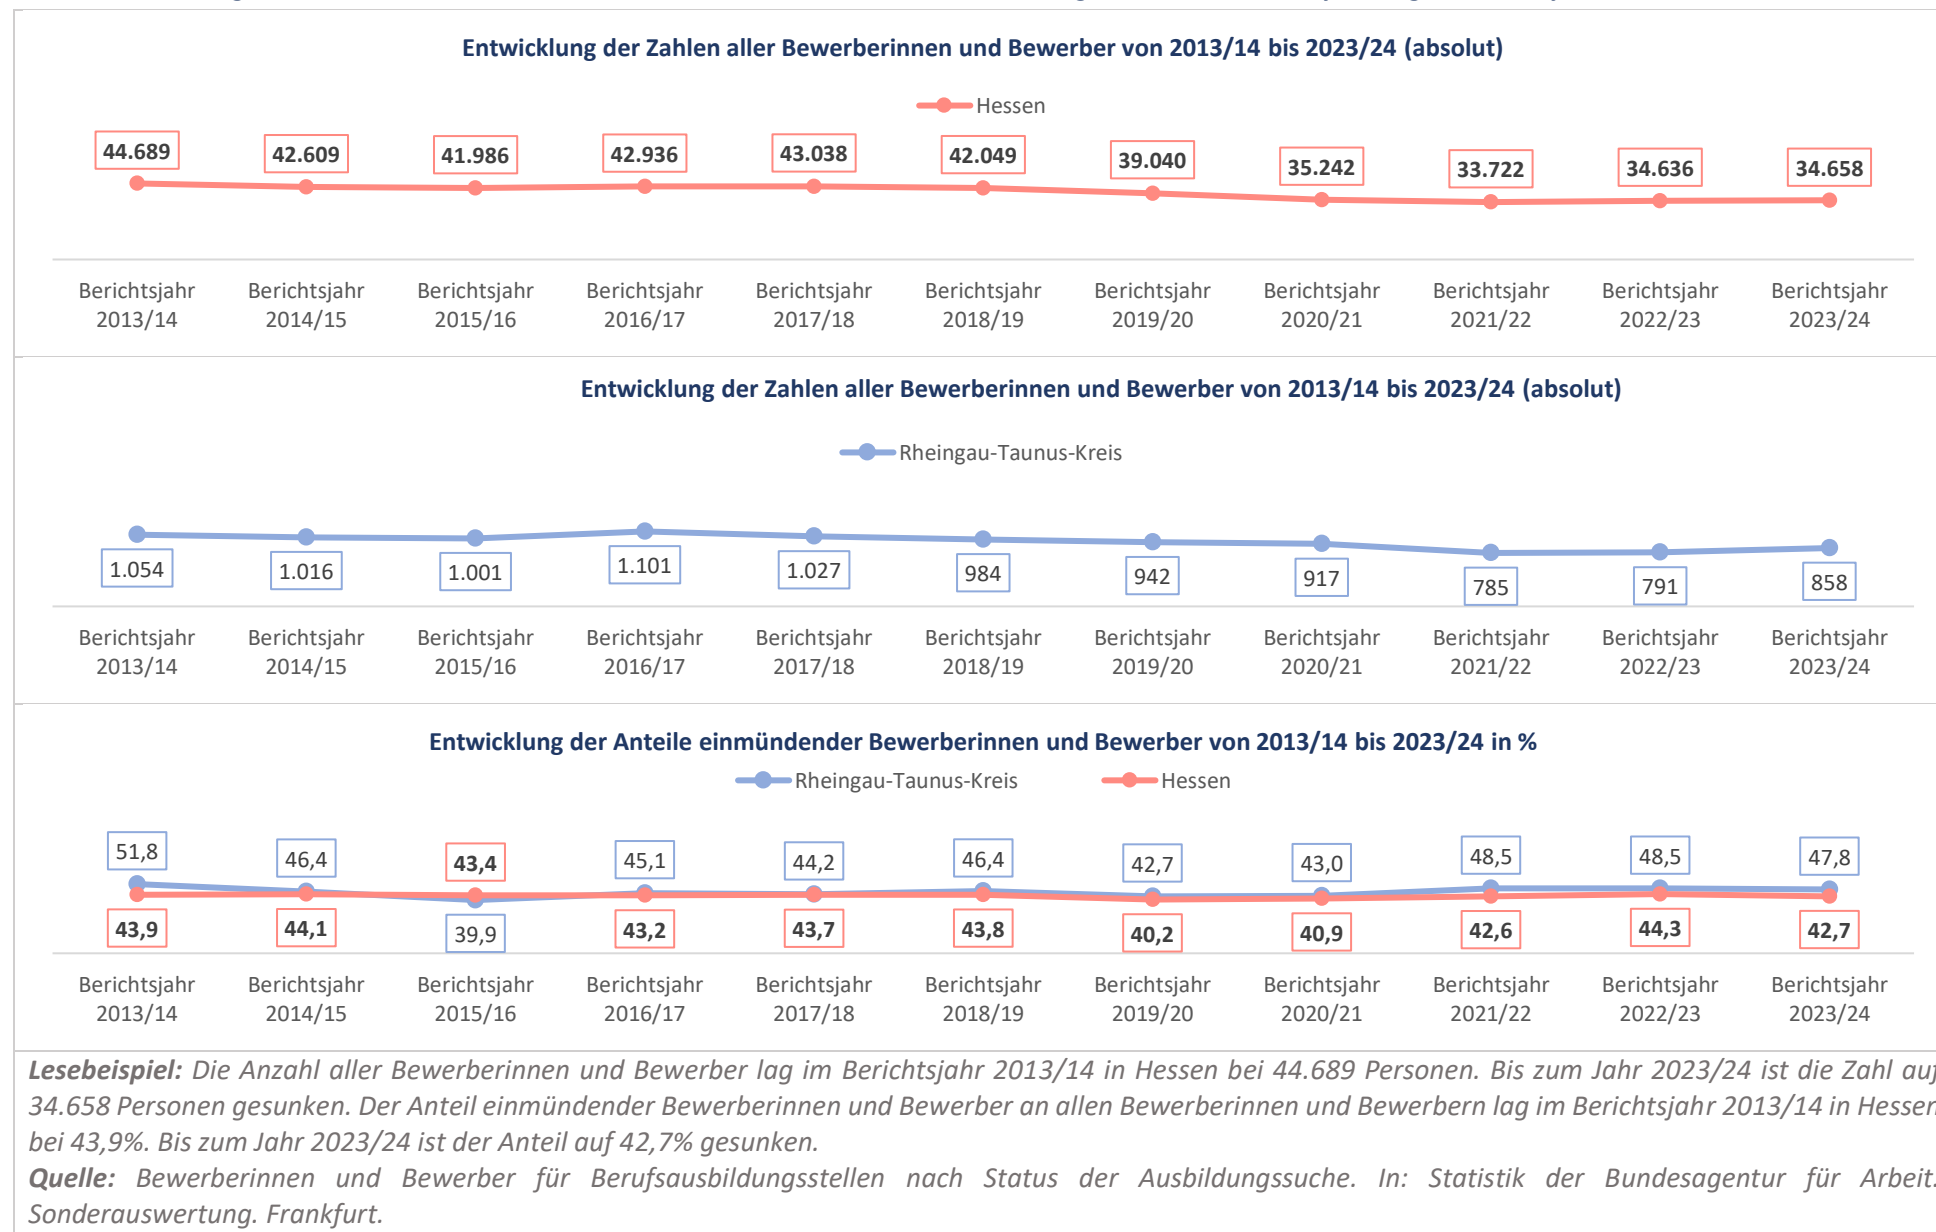 Entwicklung der Zahlen aller Bewerberinnen und Bewerber von 2013/14 bis 2023/24 (absolut)
Hessen
44.689 42.609 41.986 42.936 43.038 42.049 39.040 35.242 33.722 34.636 34.658
Berichtsjahr Berichtsjahr Berichtsjahr Berichtsjahr Berichtsjahr Berichtsjahr Berichtsjahr Berichtsjahr Berichtsjahr Berichtsjahr Berichtsjahr
2013/14 2014/15 2015/16 2016/17 2017/18 2018/19 2019/20 2020/21 2021/22 2022/23 2023/24
Entwicklung der Zahlen aller Bewerberinnen und Bewerber von 2013/14 bis 2023/24 (absolut)
Rheingau-Taunus-Kreis
1.054 1.016 1.001 1.101 1.027 984 942 917 785 791 858
Berichtsjahr Berichtsjahr Berichtsjahr Berichtsjahr Berichtsjahr Berichtsjahr Berichtsjahr Berichtsjahr Berichtsjahr Berichtsjahr Berichtsjahr
2013/14 2014/15 2015/16 2016/17 2017/18 2018/19 2019/20 2020/21 2021/22 2022/23 2023/24
Entwicklung der Anteile einmündender Bewerberinnen und Bewerber von 2013/14 bis 2023/24 in %
Rheingau-Taunus-Kreis Hessen
51,8 46,4 43,4 45,1 44,2 46,4 42,7 43,0 48,5 48,5 47,8
43,9 44,1 39,9 43,2 43,7 43,8 40,2 40,9 42,6 44,3 42,7
Berichtsjahr Berichtsjahr Berichtsjahr Berichtsjahr Berichtsjahr Berichtsjahr Berichtsjahr Berichtsjahr Berichtsjahr Berichtsjahr Berichtsjahr
2013/14 2014/15 2015/16 2016/17 2017/18 2018/19 2019/20 2020/21 2021/22 2022/23 2023/24
Lesebeispiel: Die Anzahl aller Bewerberinnen und Bewerber lag im Berichtsjahr 2013/14 in Hessen bei 44.689 Personen. Bis zum Jahr 2023/24 ist die Zahl auf
34.658 Personen gesunken. Der Anteil einmündender Bewerberinnen und Bewerber an allen Bewerberinnen und Bewerbern lag im Berichtsjahr 2013/14 in Hessen
bei 43,9%. Bis zum Jahr 2023/24 ist der Anteil auf 42,7% gesunken.
Quelle: Bewerberinnen und Bewerber für Berufsausbildungsstellen nach Status der Ausbildungssuche. In: Statistik der Bundesagentur für Arbeit.
Sonderauswertung. Frankfurt.